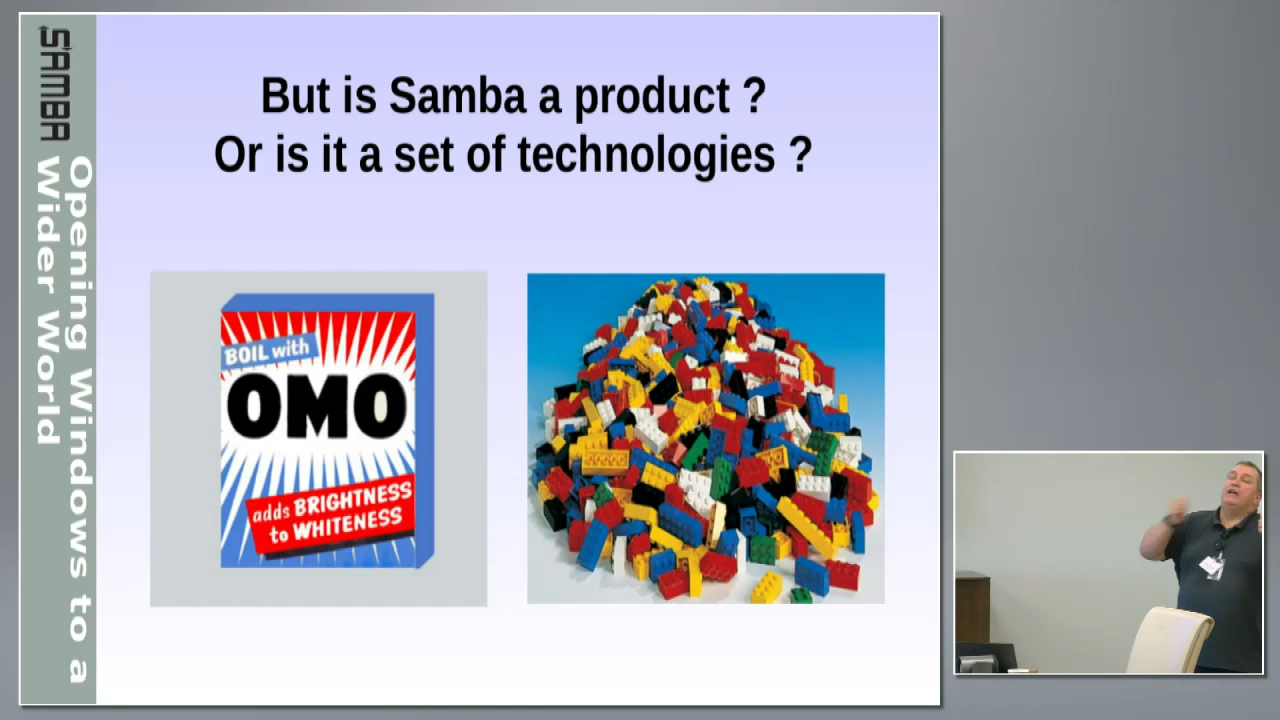 But is Samba a product ?
Or is it a set of technologies ?
SAMBA
Opening Windows to a
Wider World
BOIL with
OMO
adds BRIGHTNESS
to WHITENESS